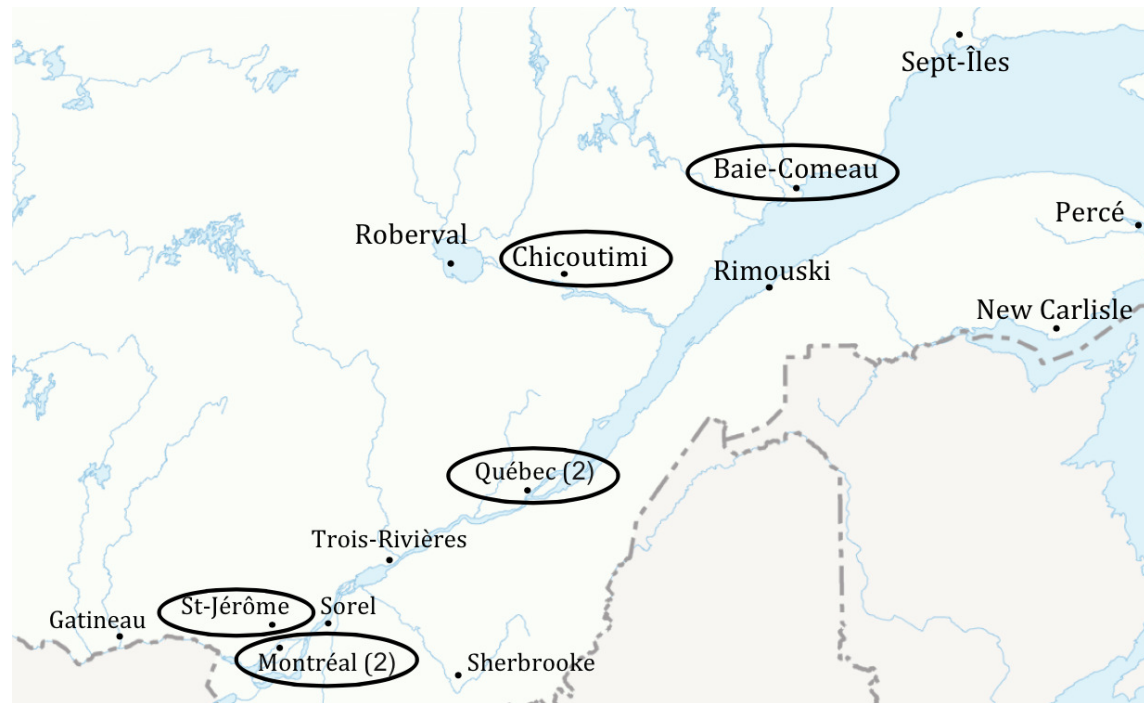 Sept-Îles
Baie-Comeau
Percé
Roberval
Chicoutimi
Rimouski
New Carlisle
Québec (2)
Trois-Rivières
St-Jérôme
Sorel
Gatineau
Montréal (2)
Sherbrooke